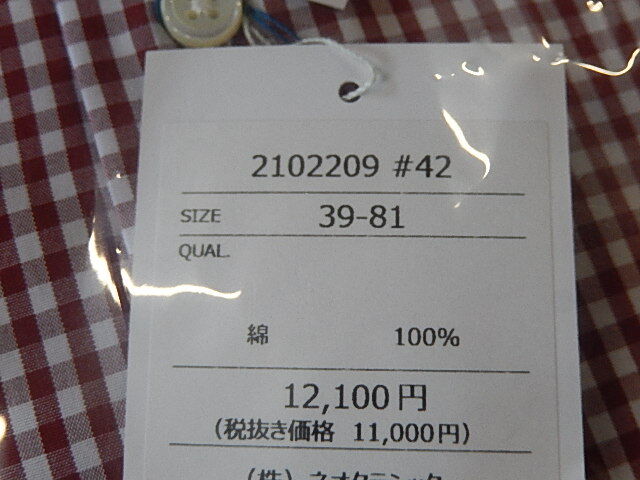 2102209 #42
SIZE 39-81
QUAL.
綿 100%
12,100円
(税抜き価格 11,000円)
(株)